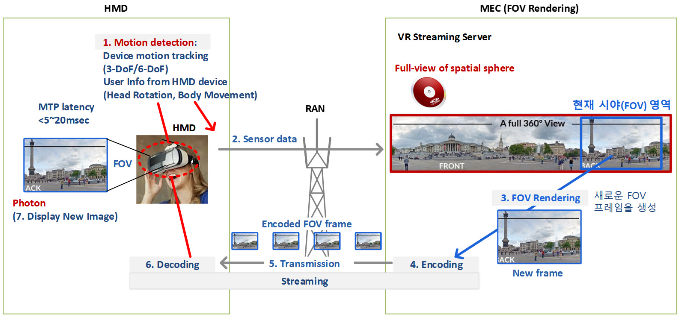 HMD
MEC (FOV Rendering)
1. Motion detection:
Device motion tracking
(3-DoF/6-DoF)
User Info from HMD device
(Head Rotation, Body Movement)
VR Streaming Server
Full-view of spatial sphere
MTP latency
<5~20msec
HMD
RAN
현재 시야(FOV) 영역
2. Sensor data
A full 360° View
FOV
FRONT
BACK
ACK
Photon
(7. Display New Image)
3. FOV Rendering
새로운 FOV
프레임을 생성
Encoded FOV frame
ACK
6. Decoding
5. Transmission
4. Encoding
New frame
Streaming